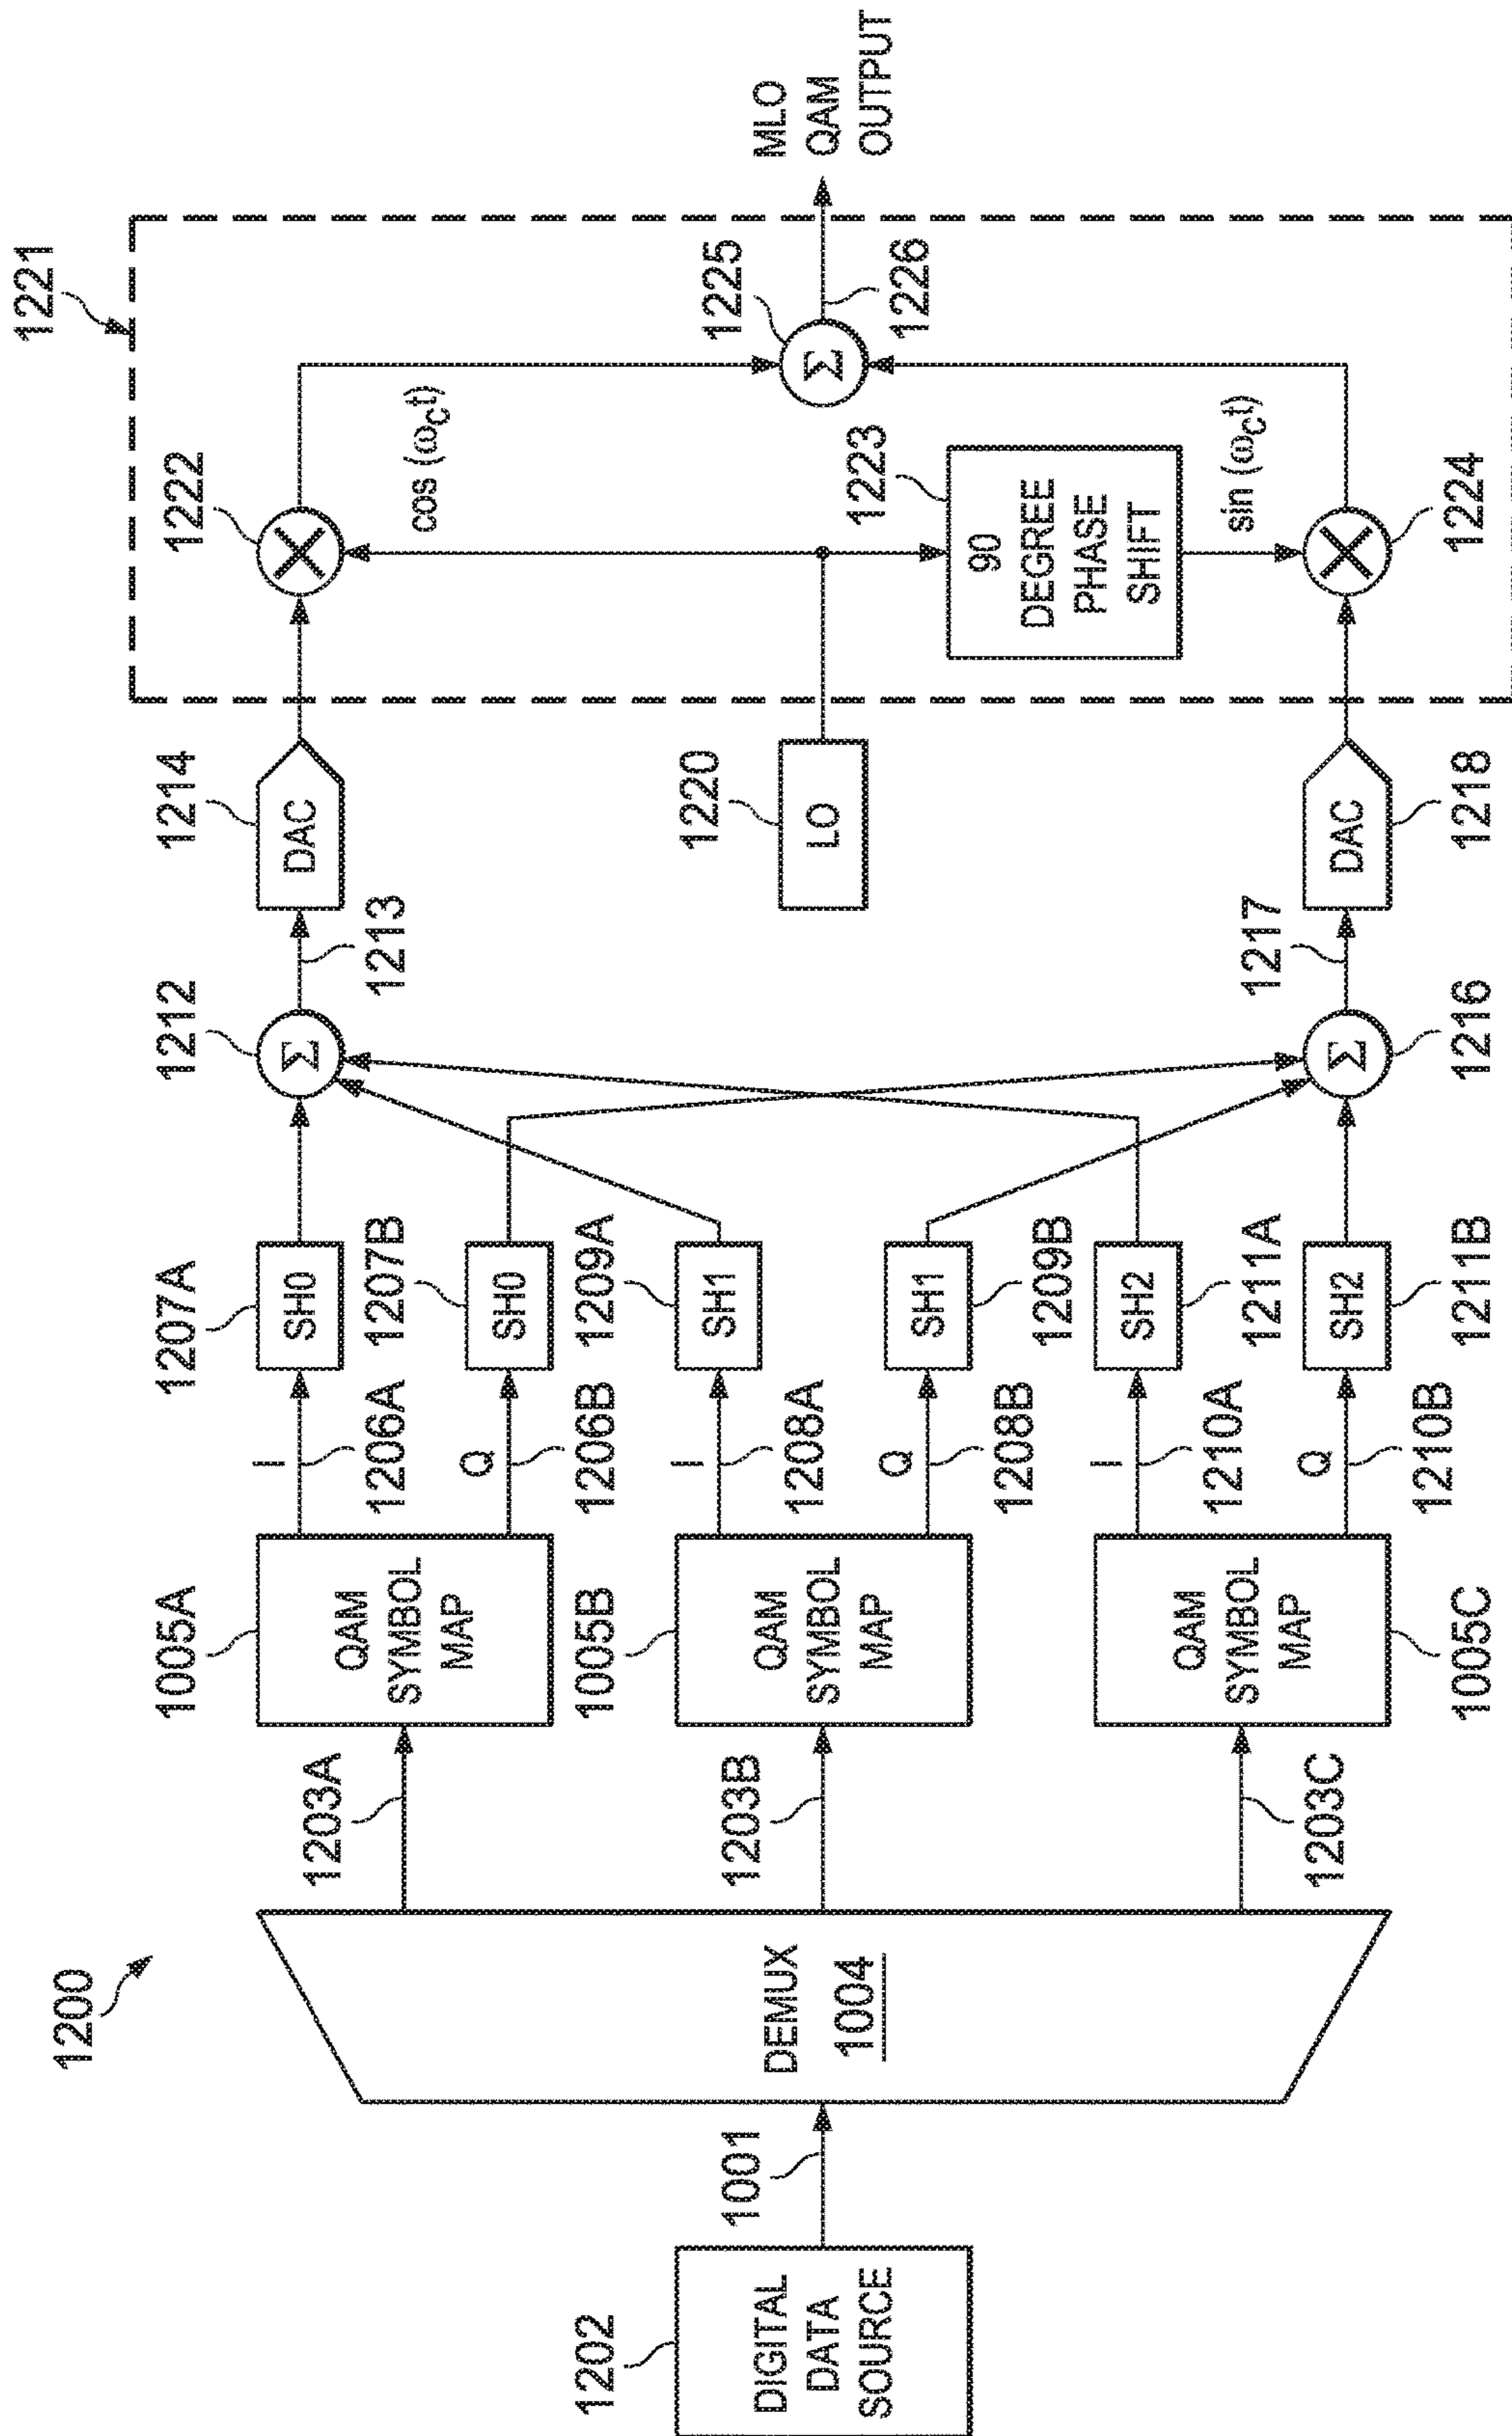 1200
1202
DIGITAL
DATA
SOURCE
1001
DEMUX
1004
1203A
1203B
1203C
1005A
QAM
SYMBOL
MAP
1005B
QAM
SYMBOL
MAP
QAM
SYMBOL
MAP
1005C
I
1206A
Q
1206B
I
1208A
Q
1208B
I
1210A
Q
1210B
1207A
SH0
1207B
SH0
1209A
SH1
SH1
1209B
SH2
1211A
SH2
1211B
1212
Σ
1213
1217
Σ
1216
1214
DAC
1220
LO
DAC
1218
1221
1222
cos (ωct)
1223
90
DEGREE
PHASE
SHIFT
sin (ωct)
1224
1225
Σ
1226
MLO
QAM
OUTPUT